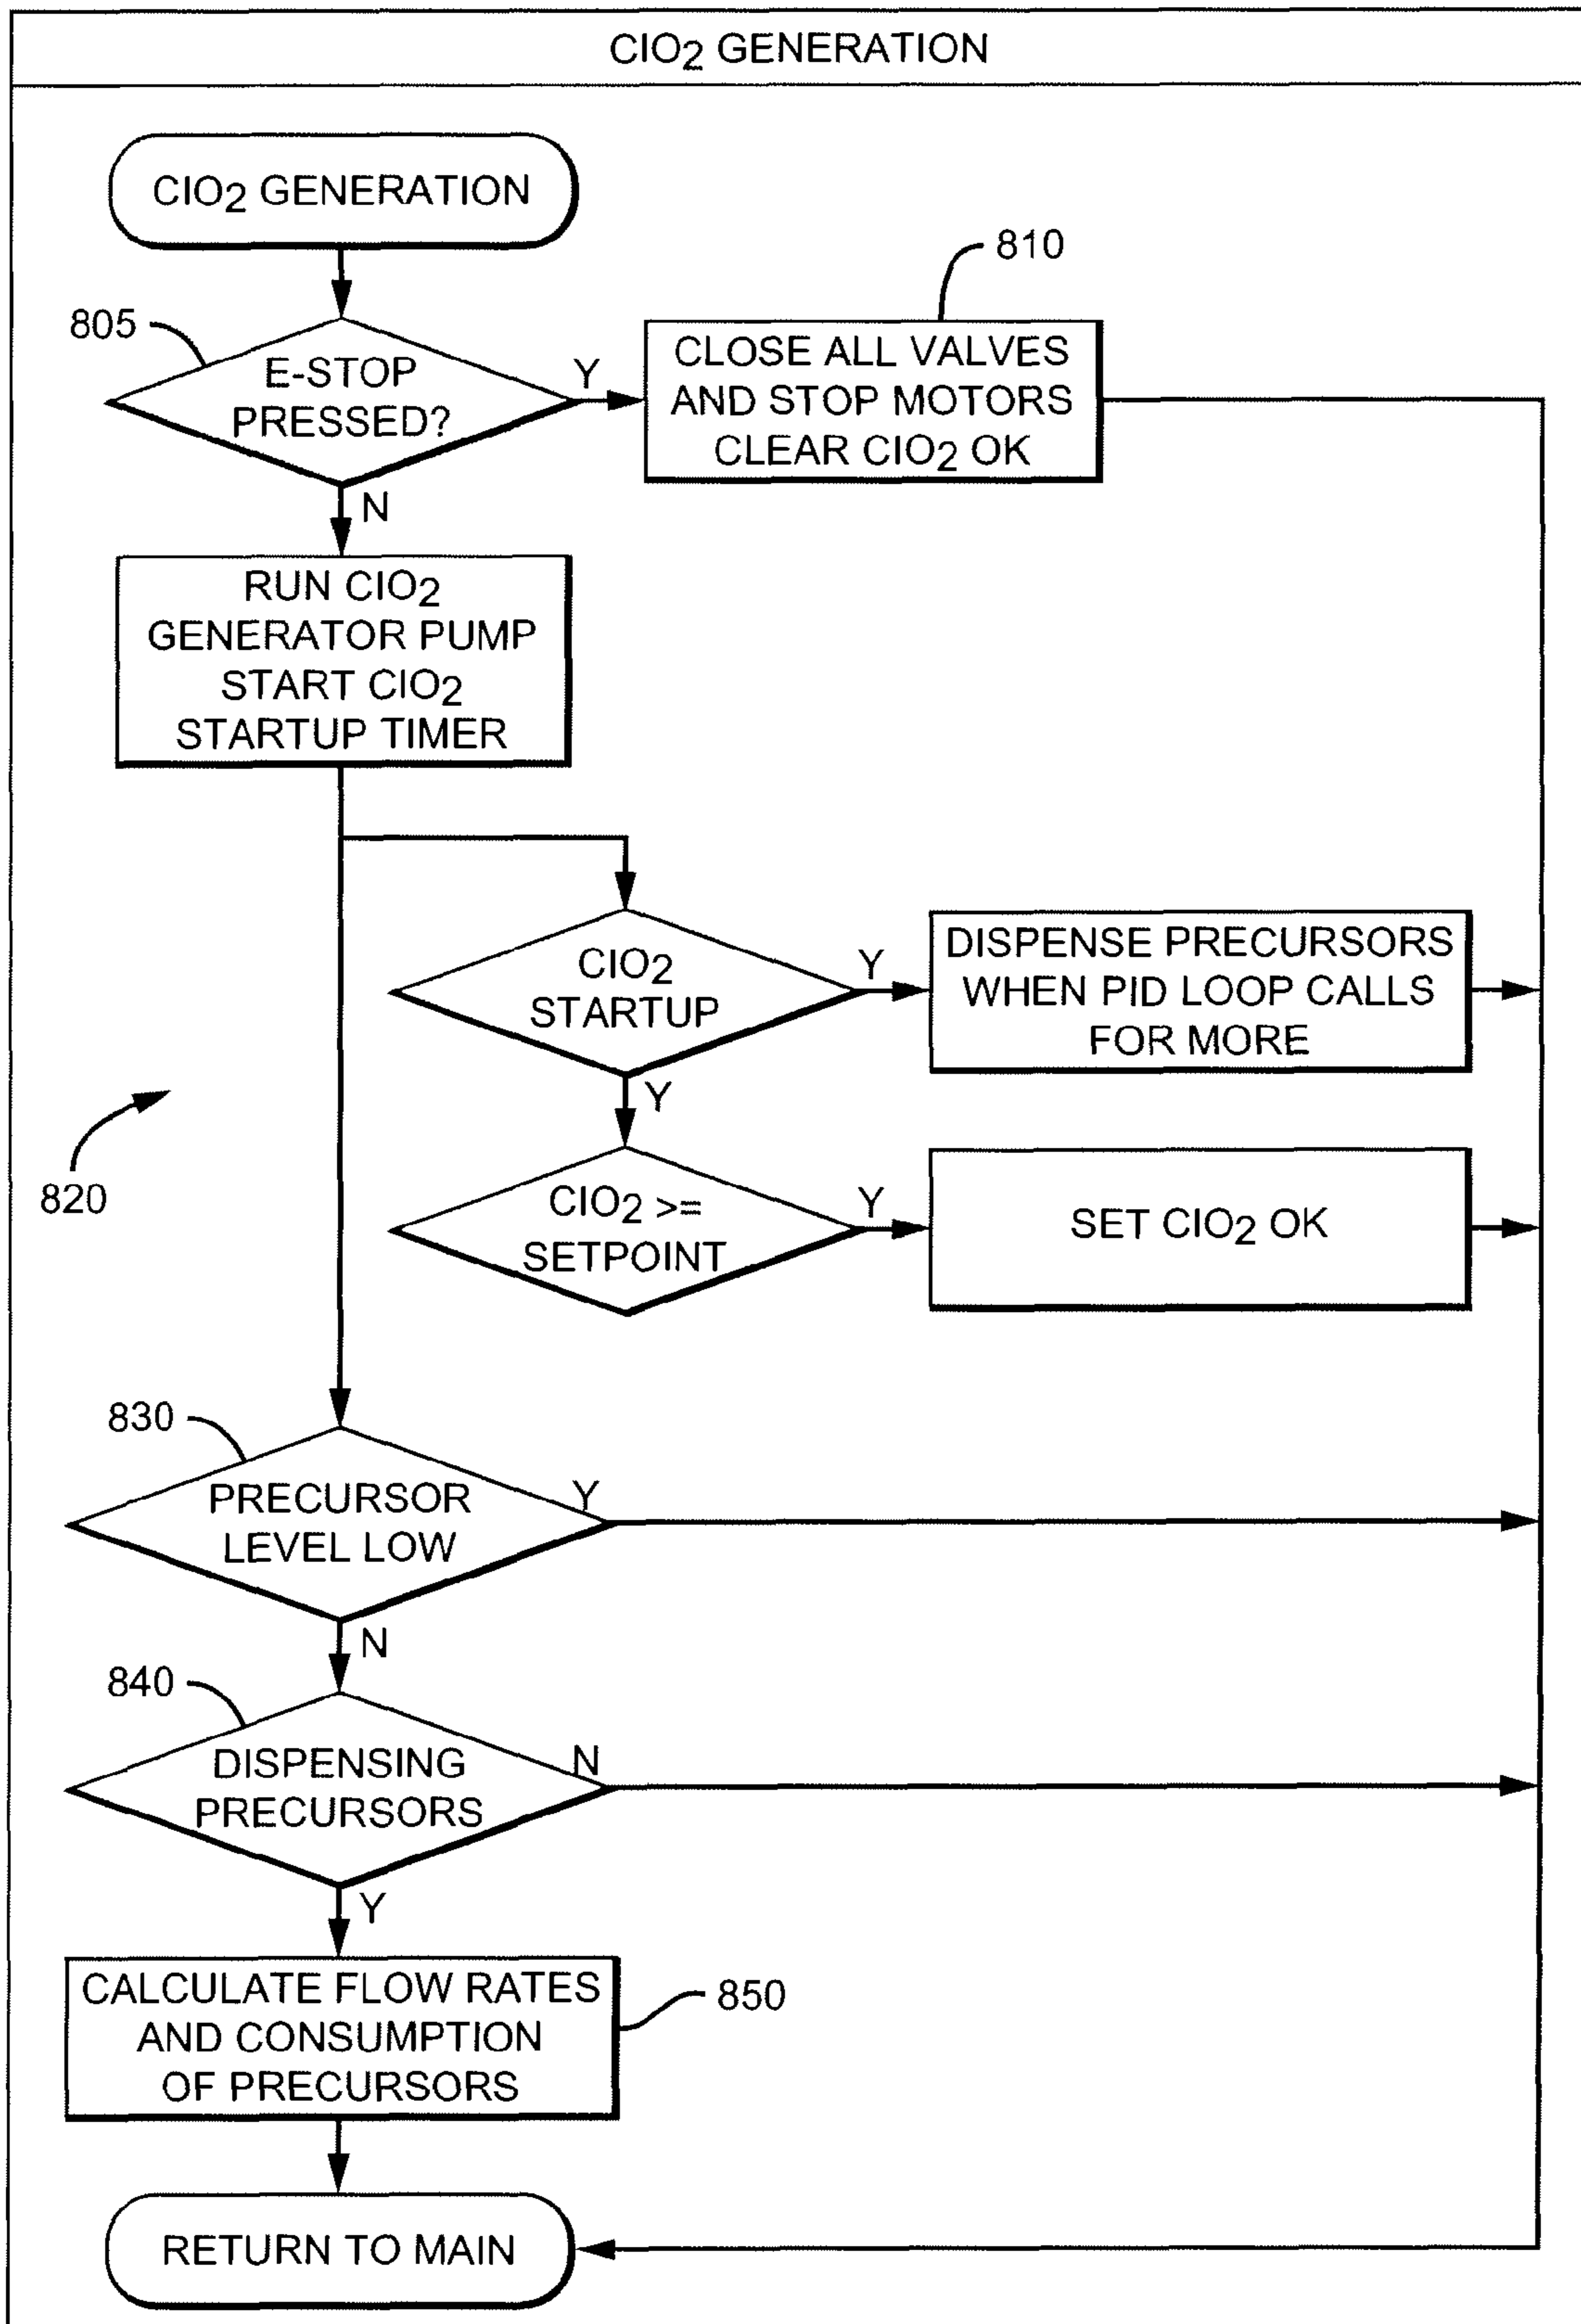 ClO2 GENERATION
ClO2 GENERATION
810
805
E-STOP
PRESSED?
Y
CLOSE ALL VALVES
AND STOP MOTORS
CLEAR ClO2 OK
N
RUN ClO2
GENERATOR PUMP
START ClO2
STARTUP TIMER
ClO2
STARTUP
Y
DISPENSE PRECURSORS
WHEN PID LOOP CALLS
FOR MORE
Y
820
ClO2 >=
SETPOINT
Y
SET ClO2 OK
830
PRECURSOR
LEVEL LOW
Y
N
840
DISPENSING
PRECURSORS
N
Y
CALCULATE FLOW RATES
AND CONSUMPTION
OF PRECURSORS
850
RETURN TO MAIN